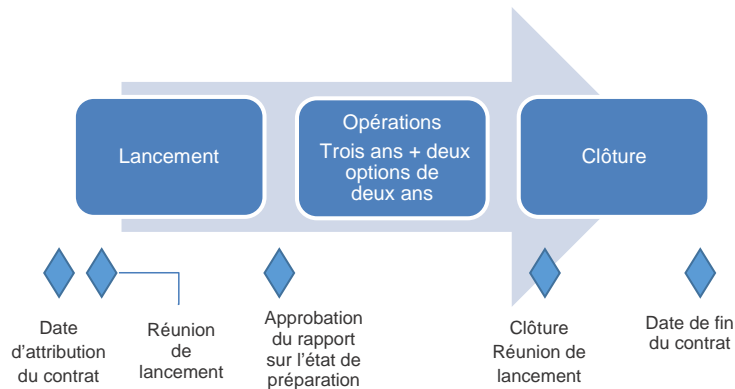 Lancement
Opérations
Trois ans + deux
options de
deux ans
Clôture
Date
d'attribution
du contrat
Réunion
de
lancement
Approbation
du rapport
sur l'état de
préparation
Clôture
Réunion de
lancement
Date de fin
du contrat